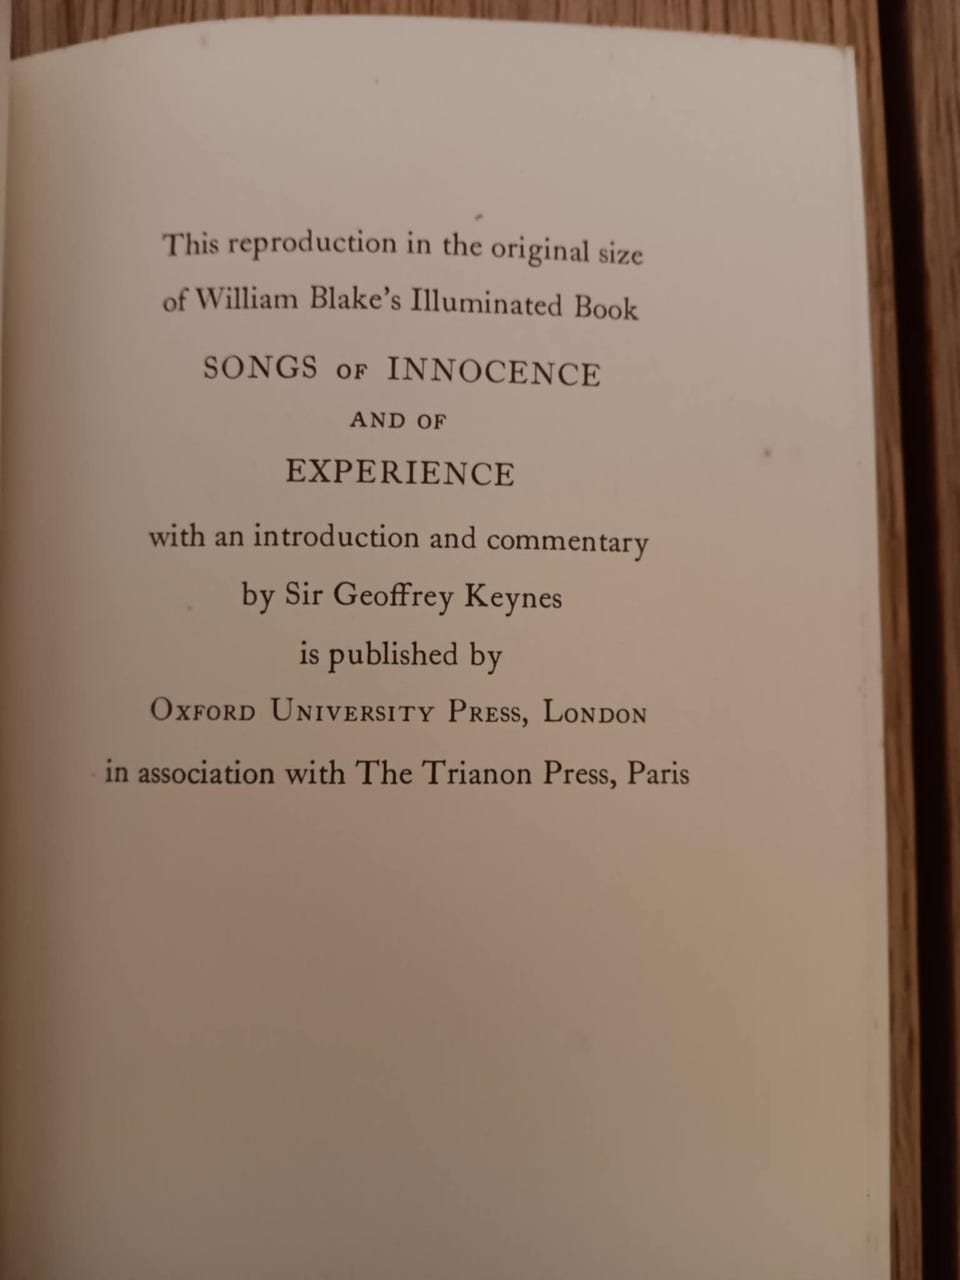 This reproduction in the original size
of William Blake's Illuminated Book
SONGS OF INNOCENCE
AND OF
EXPERIENCE
with an introduction and commentary
by Sir Geoffrey Keynes
is published by
OXFORD UNIVERSITY PRESS, LONDON
in association with The Trianon Press, Paris